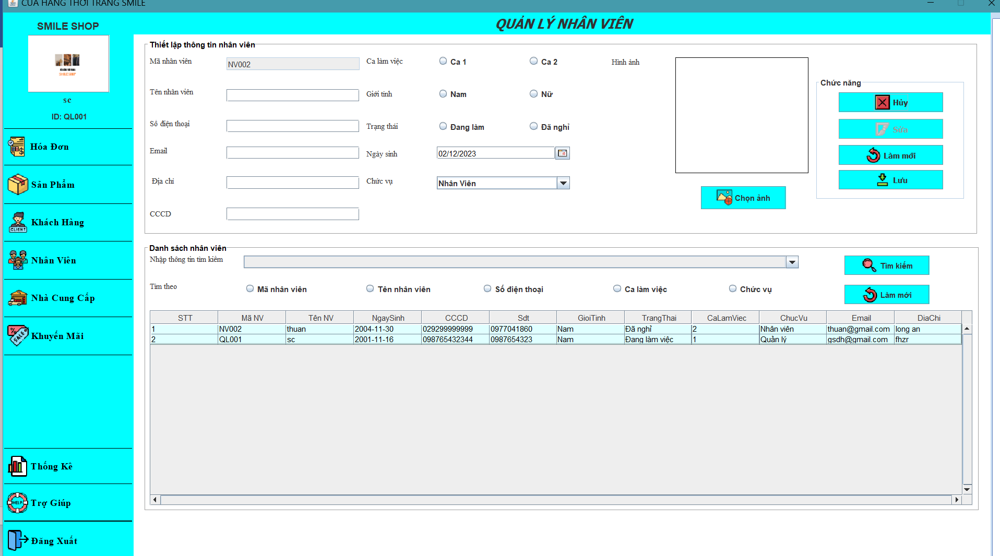 CỬA HÀNG THỜI TRANG SMILE
SMILE SHOP
SMILE SHOP
sc
ID: QL001
Hóa Đơn
Sản Phẩm
CLIENT
Khách Hàng
Nhân Viên
Nhà Cung Cấp
SALE
Khuyến Mãi
Thống Kê
HELP
Trợ Giúp
Đăng Xuất
QUẢN LÝ NHÂN VIÊN
Thiết lập thông tin nhân viên
Mã nhân viên NV002 Ca làm việc Ca 1 Ca 2 Hình ảnh
Tên nhân viên Giới tính Nam Nữ
Số điện thoại Trạng thái Đang làm Đã nghỉ
Email Ngày sinh 02/12/2023
Địa chỉ Chức vụ Nhân Viên
CCCD
Chọn ảnh
Chức năng
Hủy
Sửa
Làm mới
Lưu
Danh sách nhân viên
Nhập thông tin tìm kiếm Tìm kiếm
Tìm theo Mã nhân viên Tên nhân viên Số điện thoại Ca làm việc Chức vụ Làm mới
STT Mã NV Tên NV NgaySinh CCCD Sdt GioiTinh TrangThai CaLamViec ChucVu Email DiaChi
1 NV002 thuan 2004-11-30 029299999999 0977041860 Nam Đã nghỉ 2 Nhân viên thuan@gmail.com long an
2 QL001 sc 2001-11-16 098765432344 0987654323 Nam Đang làm việc 1 Quản lý gsdh@gmail.com fhzr